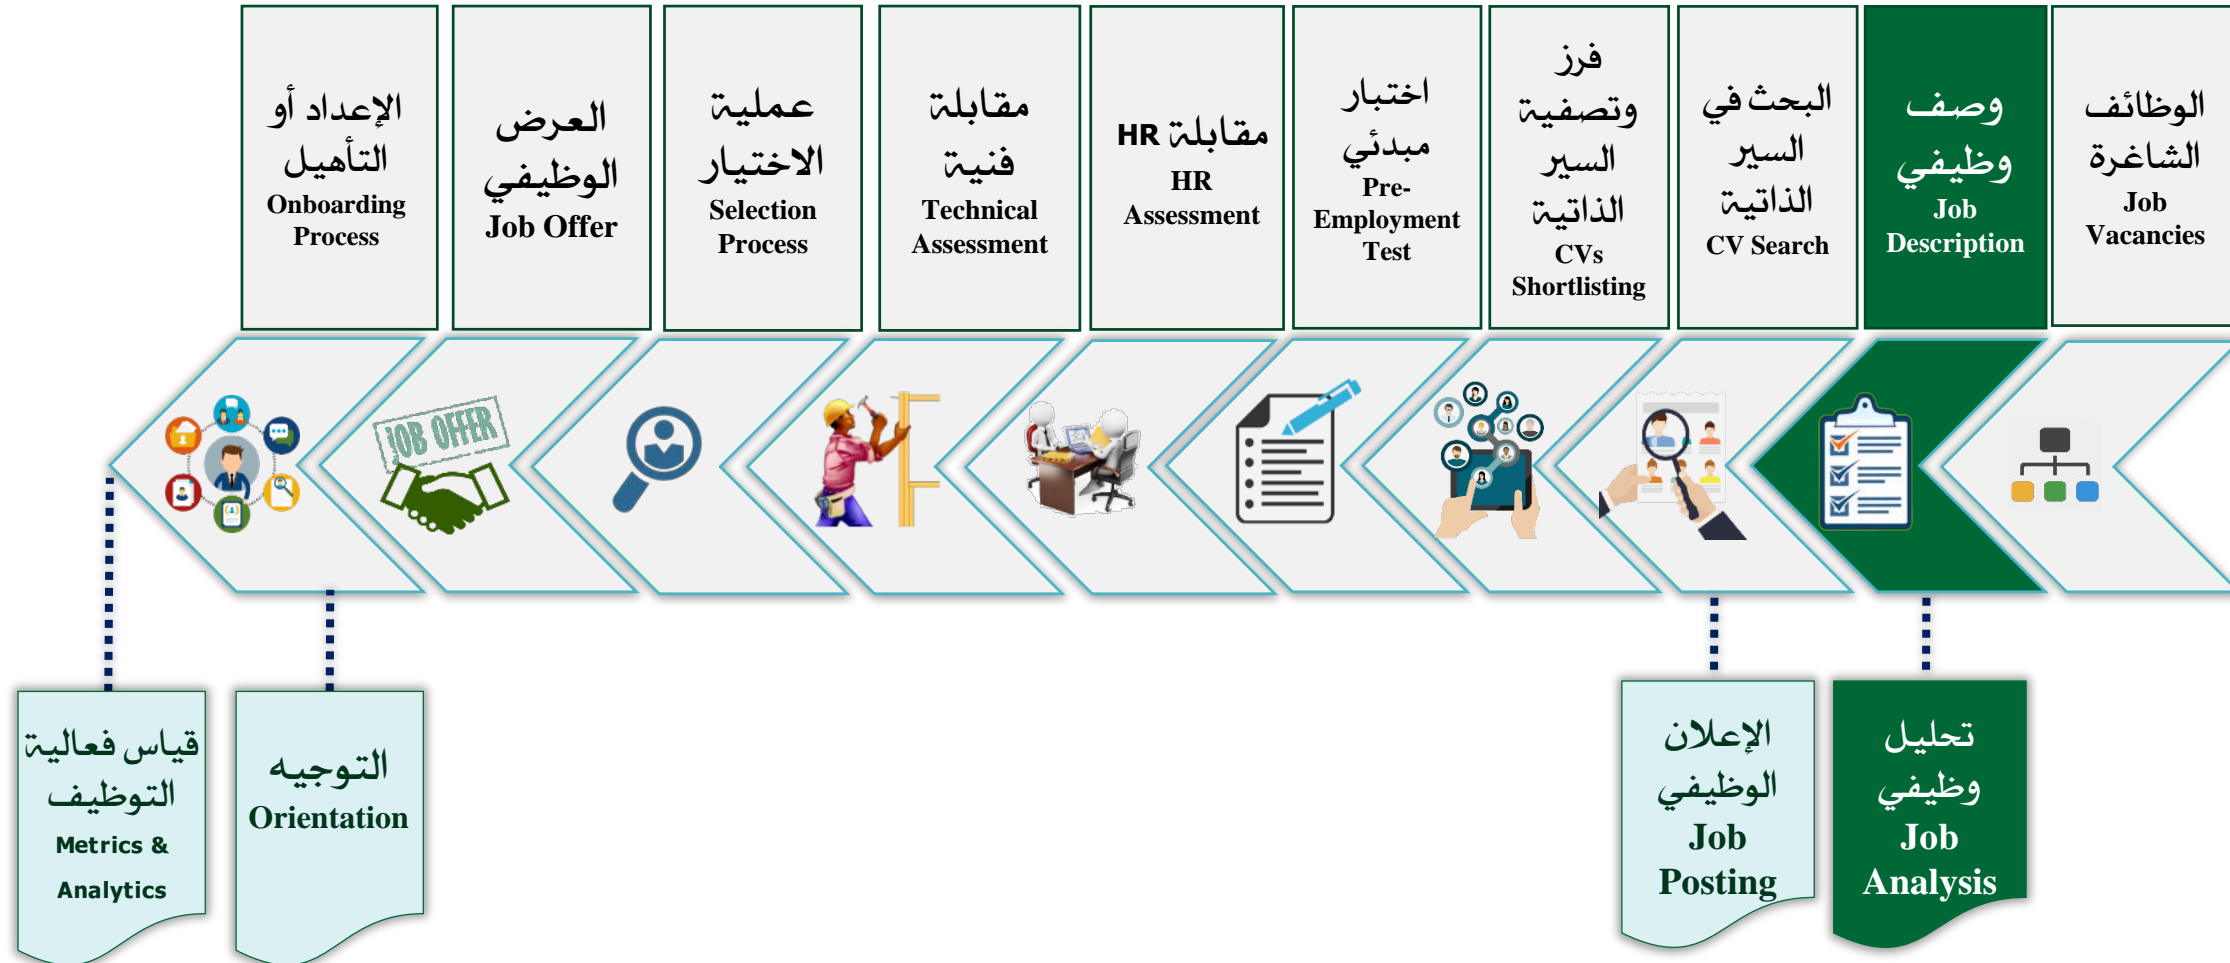 الوظائف
الشاغرة
Job
Vacancies
وصف
وظيفي
Job
Description
البحث في
السير
الذاتية
CV Search
فرز
وتصفية
السير
الذاتية
CVs
Shortlisting
اختبار
مبدئي
Pre-
Employment
Test
مقابلة HR
HR
Assessment
مقابلة
فنية
Technical
Assessment
عملية
الاختيار
Selection
Process
العرض
الوظيفي
Job Offer
الإعداد أو
التأهيل
Onboarding
Process
JOB OFFER
تحليل
وظيفي
Job
Analysis
الإعلان
الوظيفي
Job
Posting
التوجيه
Orientation
قياس فعالية
التوظيف
Metrics &
Analytics